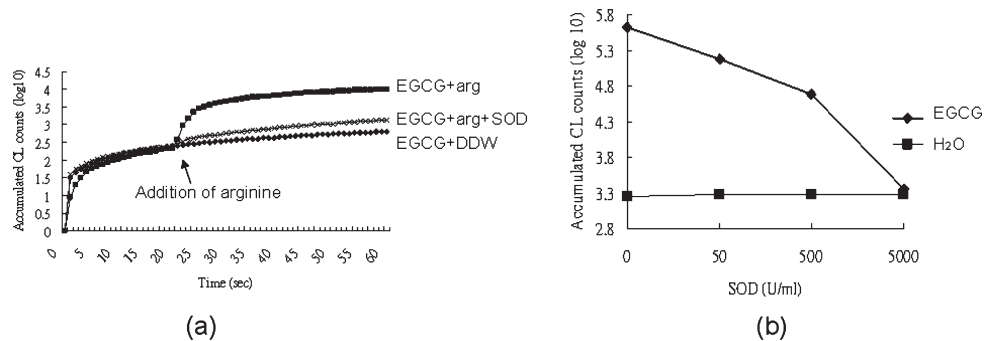 Accumulated CL counts (log10)
4.5
4
3.5
3
2.5
2
1.5
1
0.5
0
0
5
10
15
20
25
30
35
40
45
50
55
60
Time (sec)
EGCG+arg
EGCG+arg+SOD
EGCG+DDW
Addition of arginine
(a)
Accumulated CL counts (log 10)
5.8
5.3
4.8
4.3
3.8
3.3
2.8
0
50
500
5000
SOD (U/ml)
EGCG
H2O
(b)